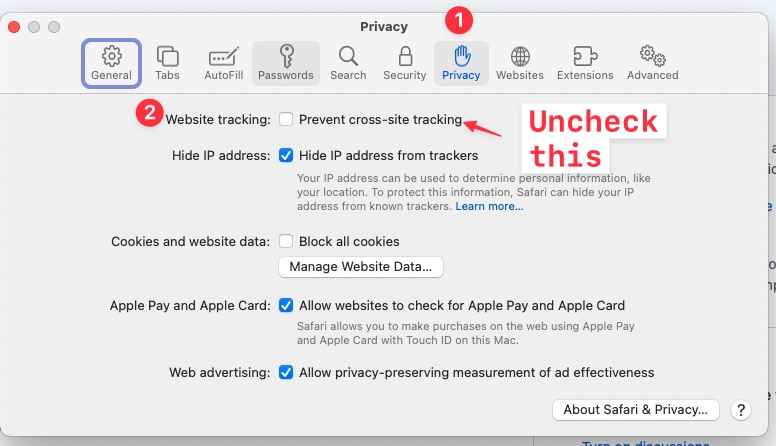 Privacy
1
General Tabs AutoFill Passwords Search Security Privacy Websites Extensions Advanced
2
Website tracking: Prevent cross-site tracking
Uncheck
this
Hide IP address: Hide IP address from trackers
Your IP address can be used to determine personal information, like
your location. To protect this information, Safari can hide your IP
address from known trackers. Learn more...
Cookies and website data: Block all cookies
Manage Website Data...
Apple Pay and Apple Card: Allow websites to check for Apple Pay and Apple Card
Safari allows you to make purchases on the web using Apple Pay
and Apple Card with Touch ID on this Mac.
Web advertising: Allow privacy-preserving measurement of ad effectiveness
About Safari & Privacy... ?